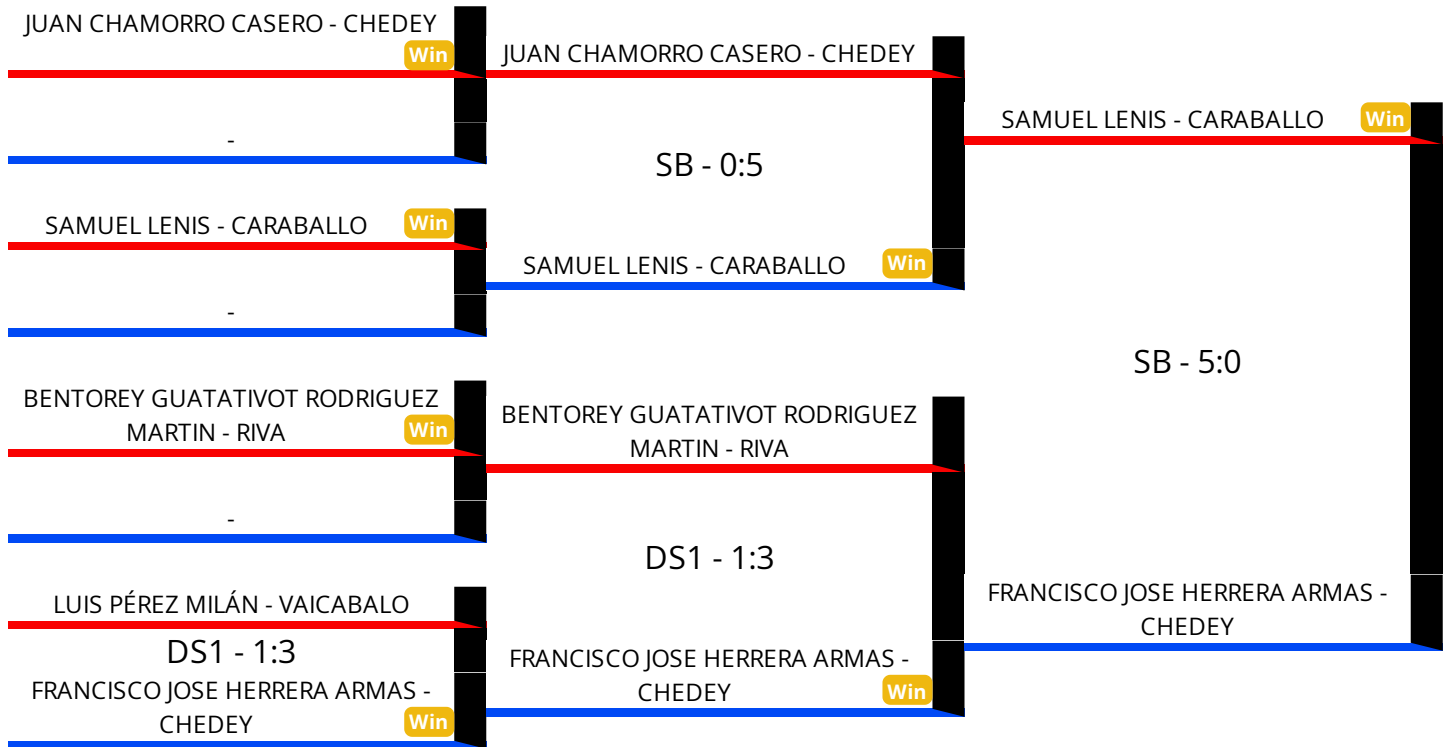 JUAN CHAMORRO CASERO - CHEDEY
Win
-
SAMUEL LENIS - CARABALLO
Win
-
BENTOREY GUATATIVOT RODRIGUEZ
MARTIN - RIVA
Win
-
LUIS PÉREZ MILÁN - VAICABALO
DS1 - 1:3
FRANCISCO JOSE HERRERA ARMAS -
CHEDEY
Win
JUAN CHAMORRO CASERO - CHEDEY
SB - 0:5
SAMUEL LENIS - CARABALLO
Win
BENTOREY GUATATIVOT RODRIGUEZ
MARTIN - RIVA
DS1 - 1:3
FRANCISCO JOSE HERRERA ARMAS -
CHEDEY
Win
SAMUEL LENIS - CARABALLO
Win
SB - 5:0
FRANCISCO JOSE HERRERA ARMAS -
CHEDEY